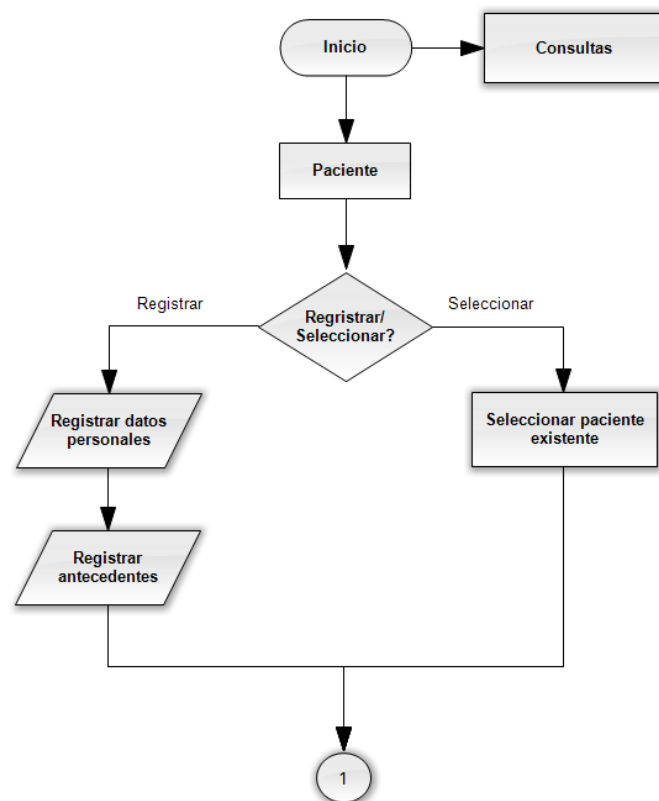 Inicio
Consultas
Paciente
Registrar
Seleccionar
Regristrar/
Seleccionar?
Registrar datos
personales
Seleccionar paciente
existente
Registrar
antecedentes
1